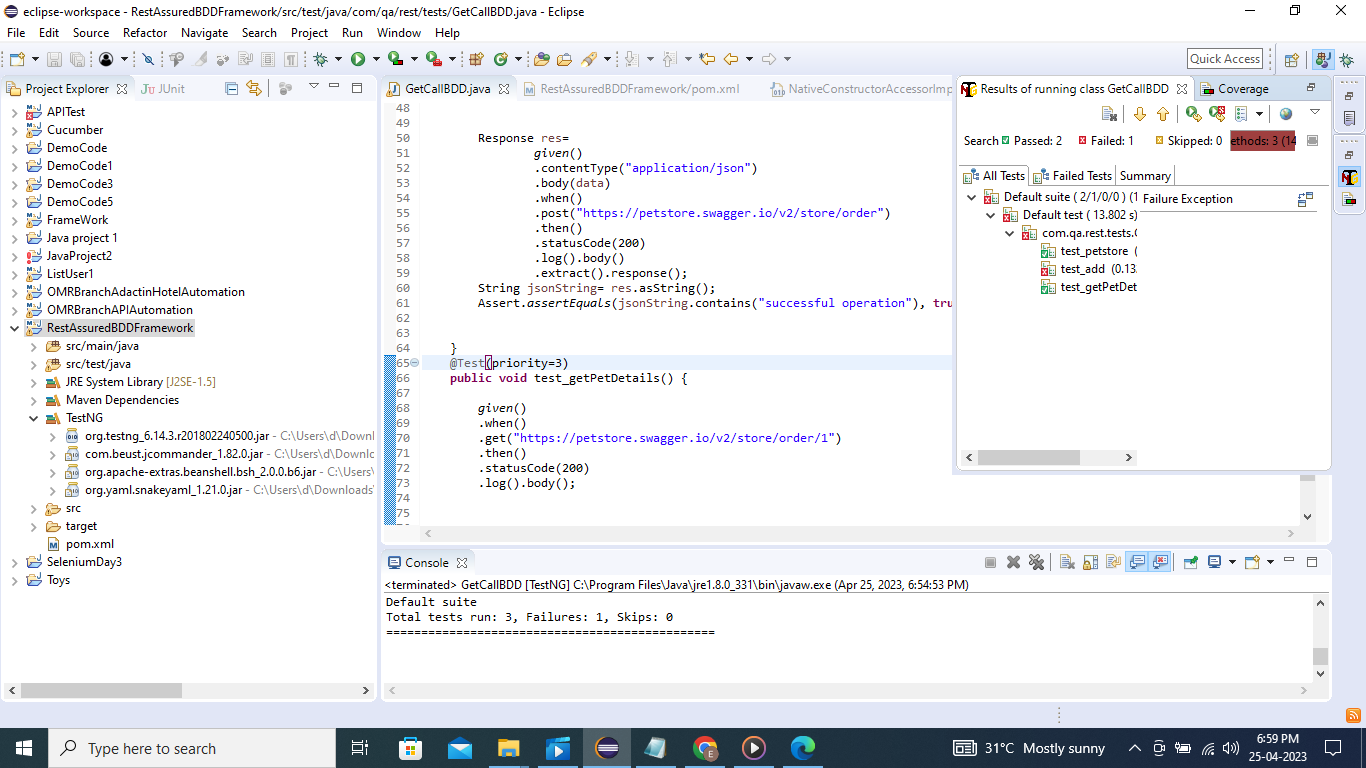 eclipse-workspace - RestAssuredBDDFramework/src/test/java/com/qa/rest/tests/GetCallBDD.java - Eclipse
File Edit Source Refactor Navigate Search Project Run Window Help
Quick Access
Project Explorer
JUnit
APITest
Cucumber
DemoCode
DemoCode1
DemoCode3
DemoCode5
FrameWork
Java project 1
JavaProject2
ListUser1
OMRBranchAdactinHotelAutomation
OMRBranchAPIAutomation
RestAssuredBDDFramework
src/main/java
src/test/java
JRE System Library [J2SE-1.5]
Maven Dependencies
TestNG
org.testng_6.14.3.r201802240500.jar - C:\Users\d\Downl
com.beust.jcommander_1.82.0.jar - C:\Users\d\Downlc
org.apache-extras.beanshell.bsh_2.0.0.b6.jar - C:\Users\
org.yaml.snakeyaml_1.21.0.jar - C:\Users\d\Downloads
src
target
pom.xml
SeleniumDay3
Toys
GetCallBDD.java
RestAssuredBDDFramework/pom.xml
NativeConstructorAccessorImp
48
49
50 Response res=
51 given()
52 .contentType("application/json")
53 .body(data)
54 .when()
55 .post("https://petstore.swagger.io/v2/store/order")
56 .then()
57 .statusCode(200)
58 .log().body()
59 .extract().response();
60 String jsonString= res.asString();
61 Assert.assertEquals(jsonString.contains("successful operation"), tru
62
63
64 }
65 @Test(priority=3)
66 public void test_getPetDetails() {
67
68 given()
69 .when()
70 .get("https://petstore.swagger.io/v2/store/order/1")
71 .then()
72 .statusCode(200)
73 .log().body();
74
75
Results of running class GetCallBDD
Coverage
Search Passed: 2 Failed: 1 Skipped: 0 ethods: 3 (14
All Tests Failed Tests Summary
Default suite ( 2/1/0/0 ) (1
Failure Exception
Default test ( 13.802 s)
com.qa.rest.tests.G
test_petstore (
test_add (0.13
test_getPetDet
Console
<terminated> GetCallBDD [TestNG] C:\Program Files\Java\jre1.8.0_331\bin\javaw.exe (Apr 25, 2023, 6:54:53 PM)
Default suite
Total tests run: 3, Failures: 1, Skips: 0
===============================================
Type here to search
31°C Mostly sunny
6:59 PM
25-04-2023